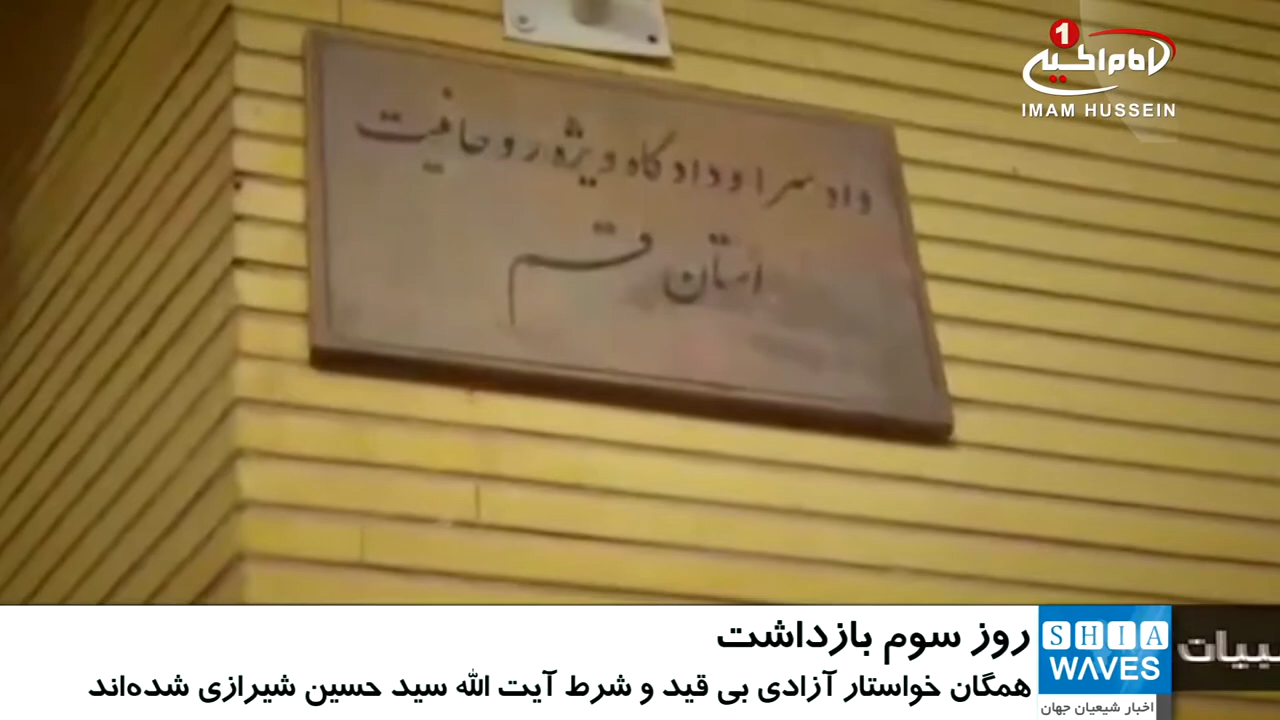 1
امام حسین
IMAM HUSSEIN
دادسرا و دادگاه ویژه روحانیت
استان قم
روز سوم بازداشت
همگان خواستار آزادی بی قید و شرط آیت الله سید حسین شیرازی شده‌اند
SHIA
WAVES
اخبار شیعیان جهان